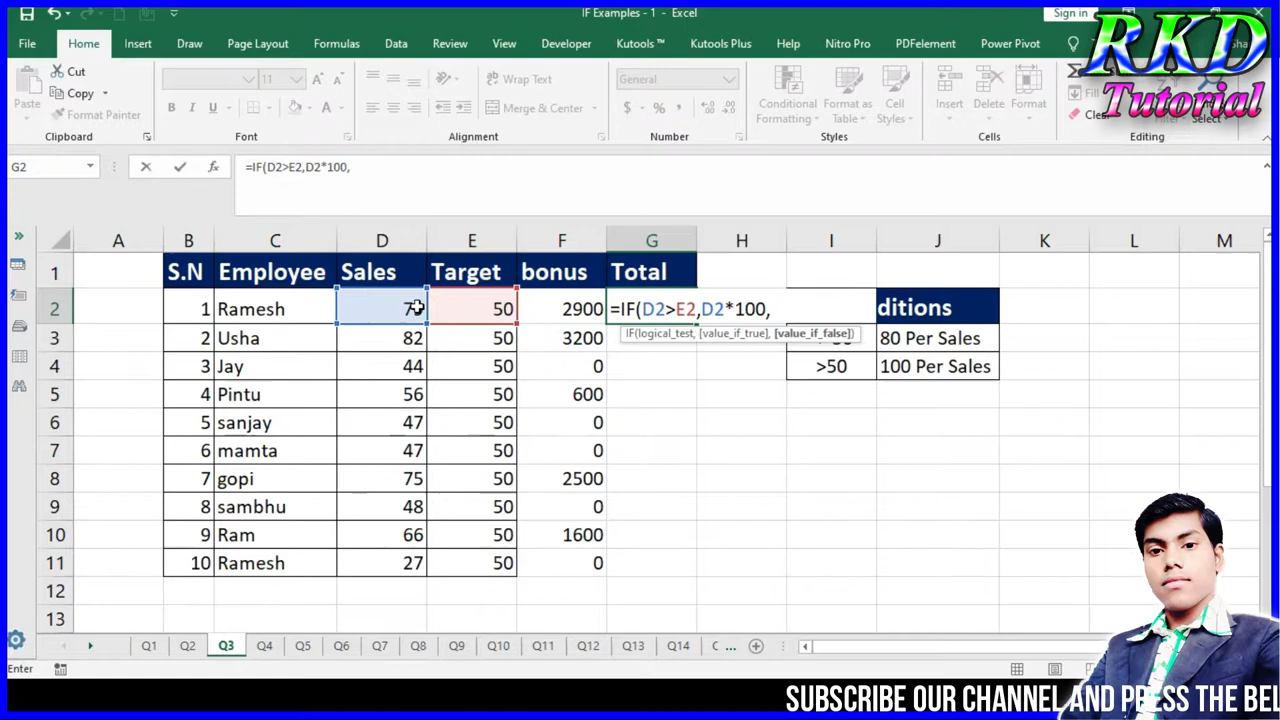 IF Examples - 1 - Excel
Sign in
File Home Insert Draw Page Layout Formulas Data Review View Developer Kutools ™ Kutools Plus Help Nitro Pro PDFelement Power Pivot
RKD
Tutorial
Paste
Cut
Copy
Format Painter
Clipboard
11
Font
Wrap Text
Merge & Center
Alignment
General
Number
Conditional
Formatting
Format as
Table
Cell
Styles
Styles
Insert
Delete
Format
Cells
Fill
Clear
Select
Editing
G2
=IF(D2>E2,D2*100,
A B C D E F G H I J K L M
1 S.N Employee Sales Target bonus Total
2 1 Ramesh 7 50 2900 =IF(D2>E2,D2*100, ditions
IF(logical_test, [value_if_true], [value_if_false])
3 2 Usha 82 50 3200 80 Per Sales
4 3 Jay 44 50 0 >50 100 Per Sales
5 4 Pintu 56 50 600
6 5 sanjay 47 50 0
7 6 mamta 47 50 0
8 7 gopi 75 50 2500
9 8 sambhu 48 50 0
10 9 Ram 66 50 1600
11 10 Ramesh 27 50 0
12
13
Q1 Q2 Q3 Q4 Q5 Q6 Q7 Q8 Q9 Q10 Q11 Q12 Q13 Q14 ...
Enter
SUBSCRIBE OUR CHANNEL AND PRESS THE BEL